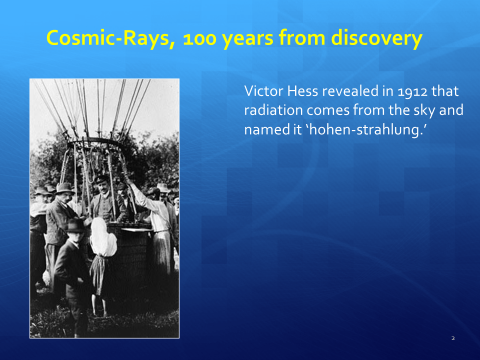 Cosmic-Rays, 100 years from discovery
Victor Hess revealed in 1912 that
radiation comes from the sky and
named it ‘hohen-strahlung.’
2